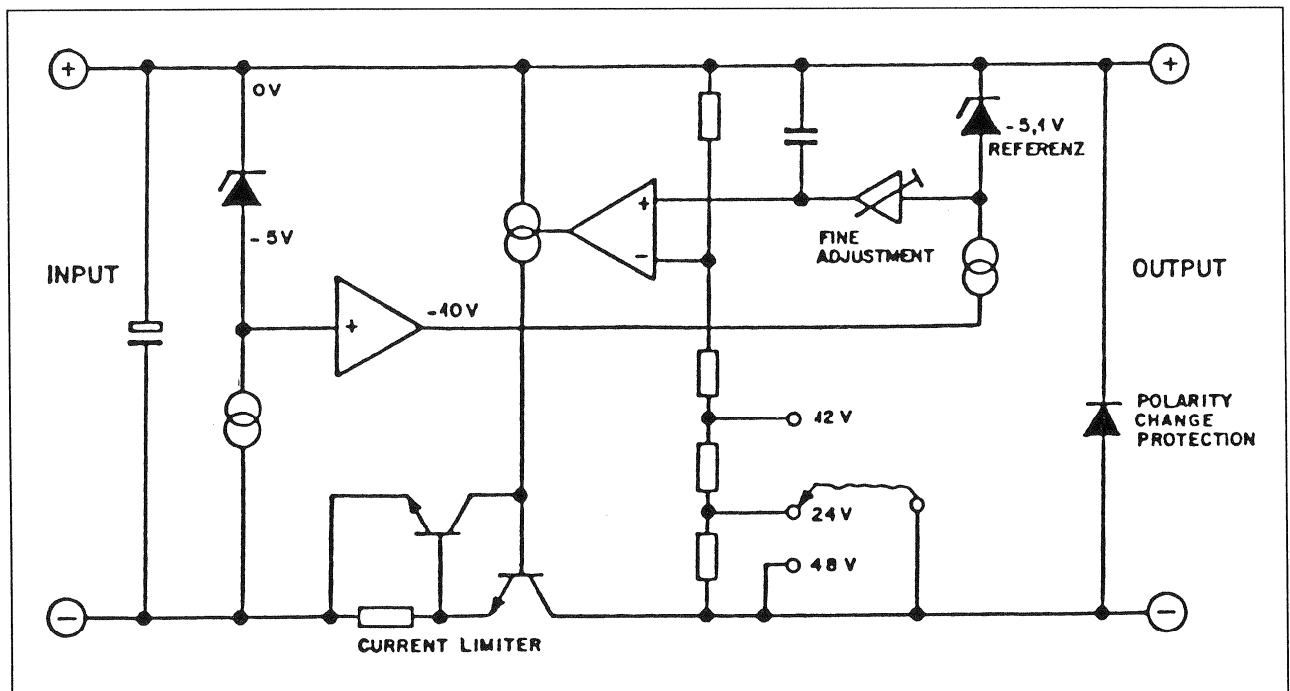 +
+
0V
-5,1V
REFERENZ
+
FINE
ADJUSTMENT
-
-5V
INPUT
OUTPUT
-10V
+
12V
POLARITY
CHANGE
PROTECTION
24V
48V
-
-
CURRENT LIMITER